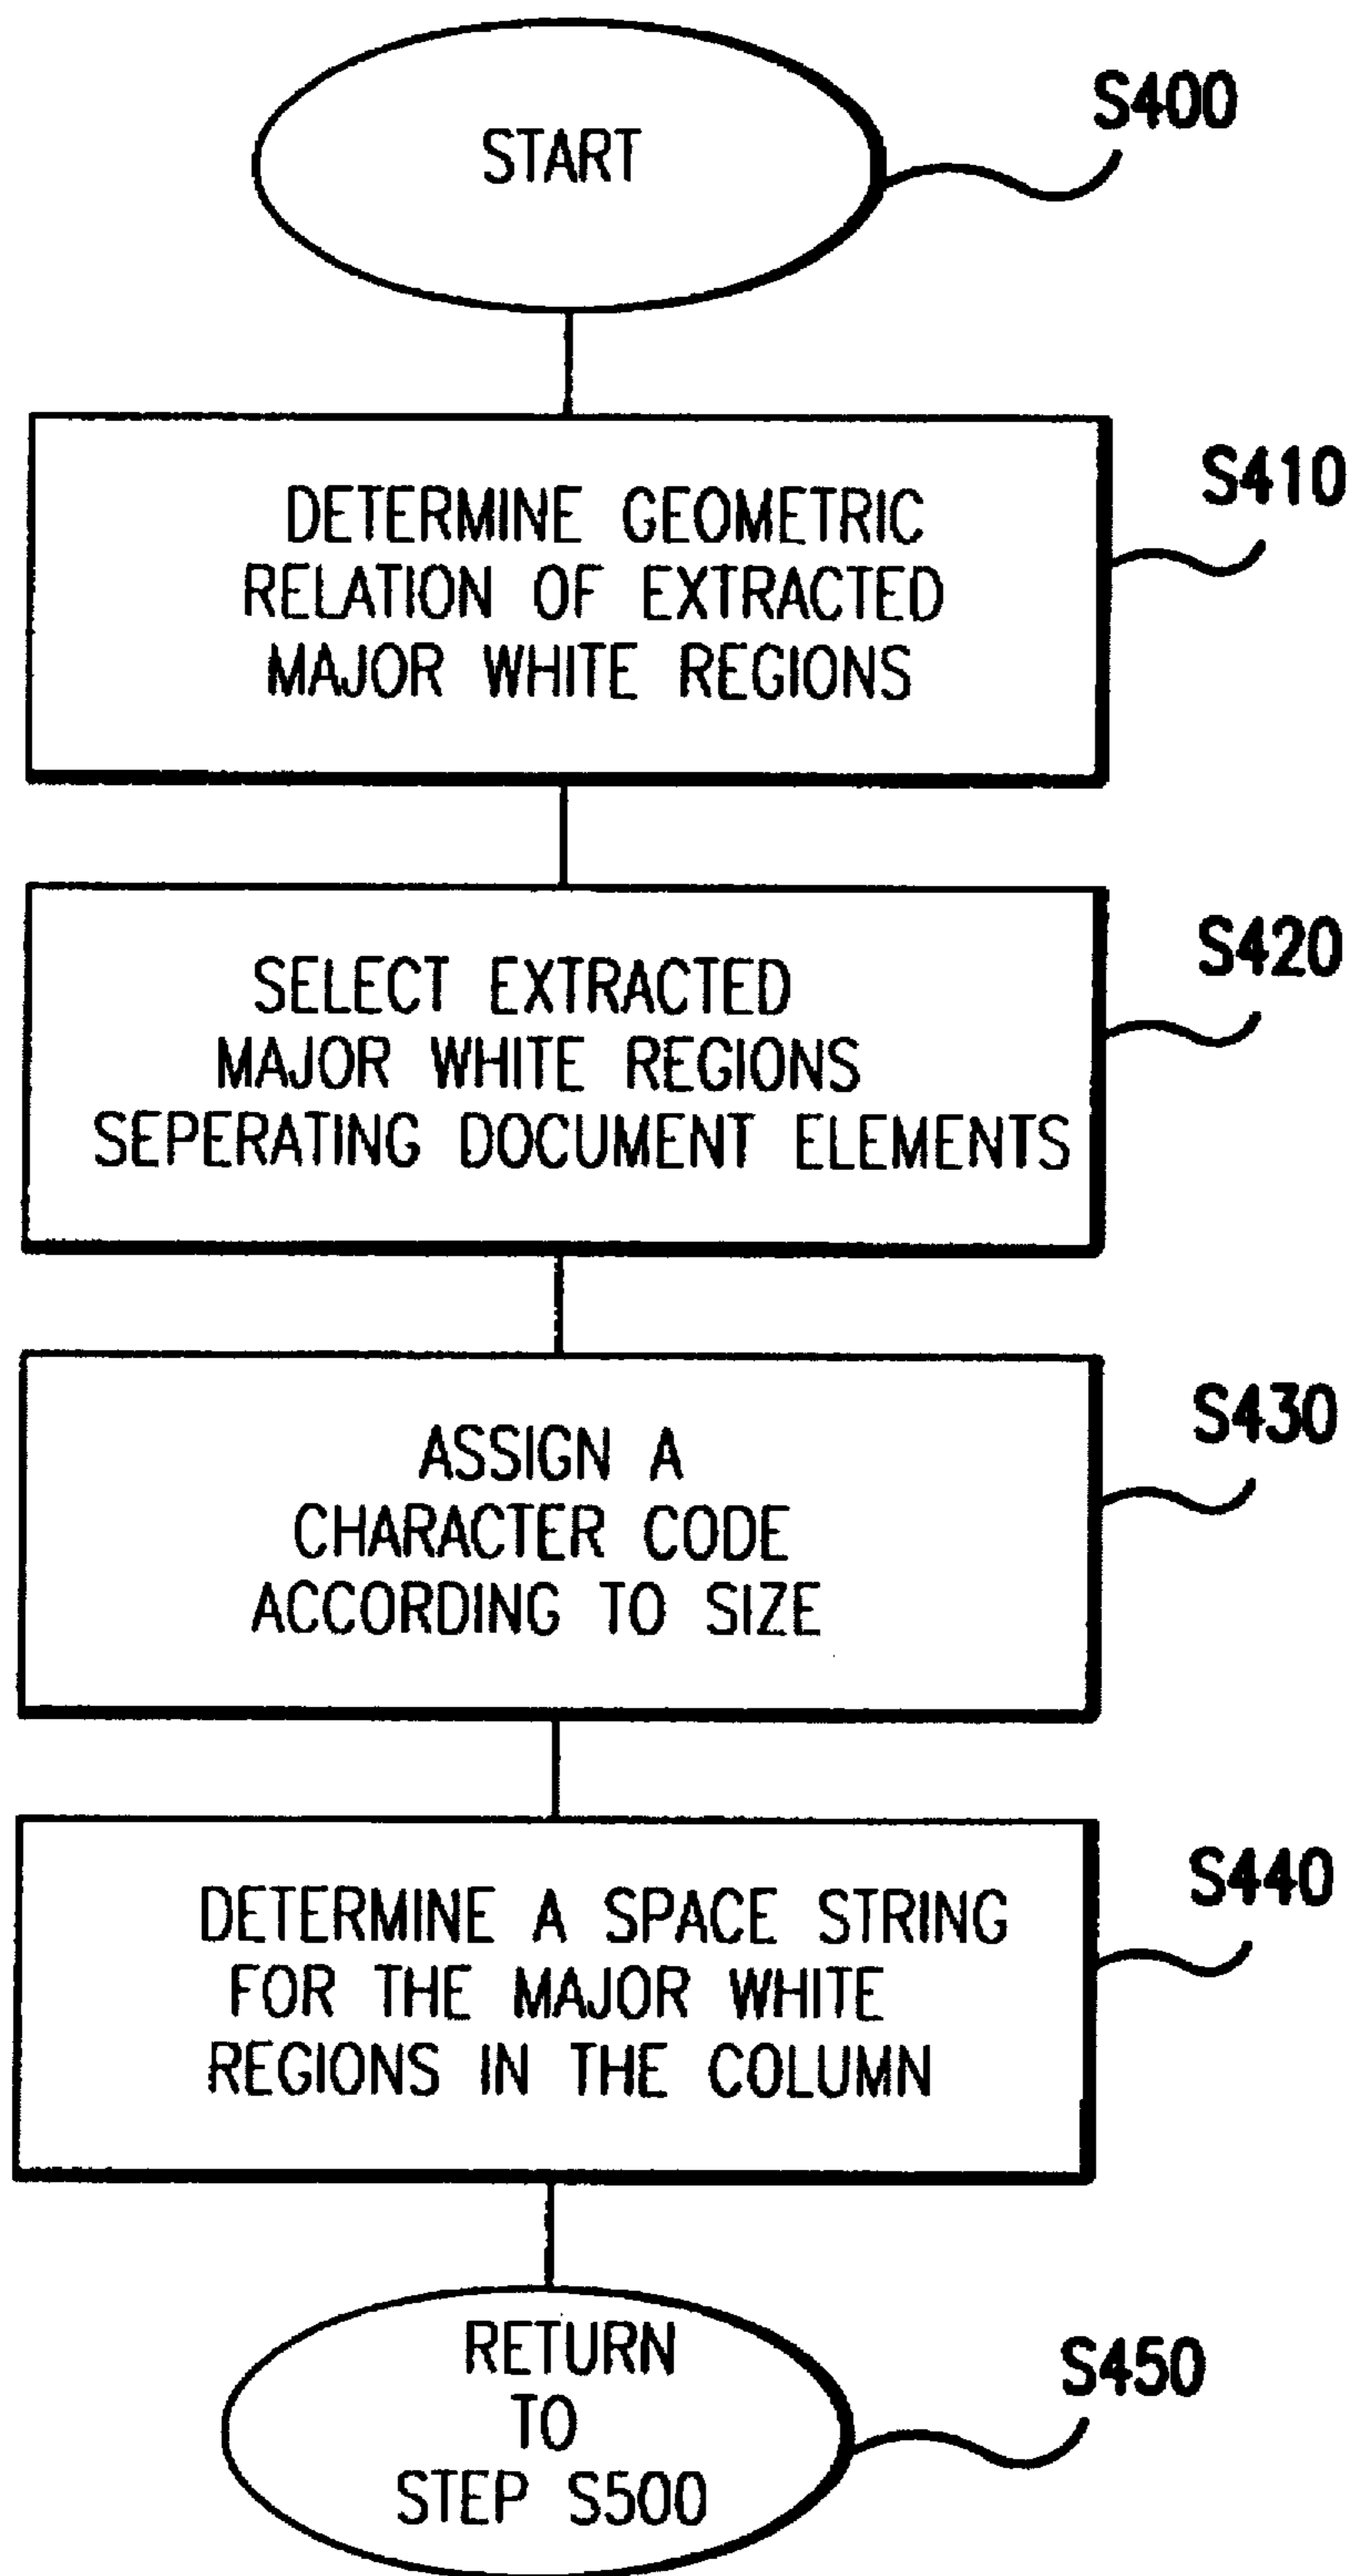 START
S400
DETERMINE GEOMETRIC
RELATION OF EXTRACTED
MAJOR WHITE REGIONS
S410
SELECT EXTRACTED
MAJOR WHITE REGIONS
SEPERATING DOCUMENT ELEMENTS
S420
ASSIGN A
CHARACTER CODE
ACCORDING TO SIZE
S430
DETERMINE A SPACE STRING
FOR THE MAJOR WHITE
REGIONS IN THE COLUMN
S440
RETURN
TO
STEP S500
S450